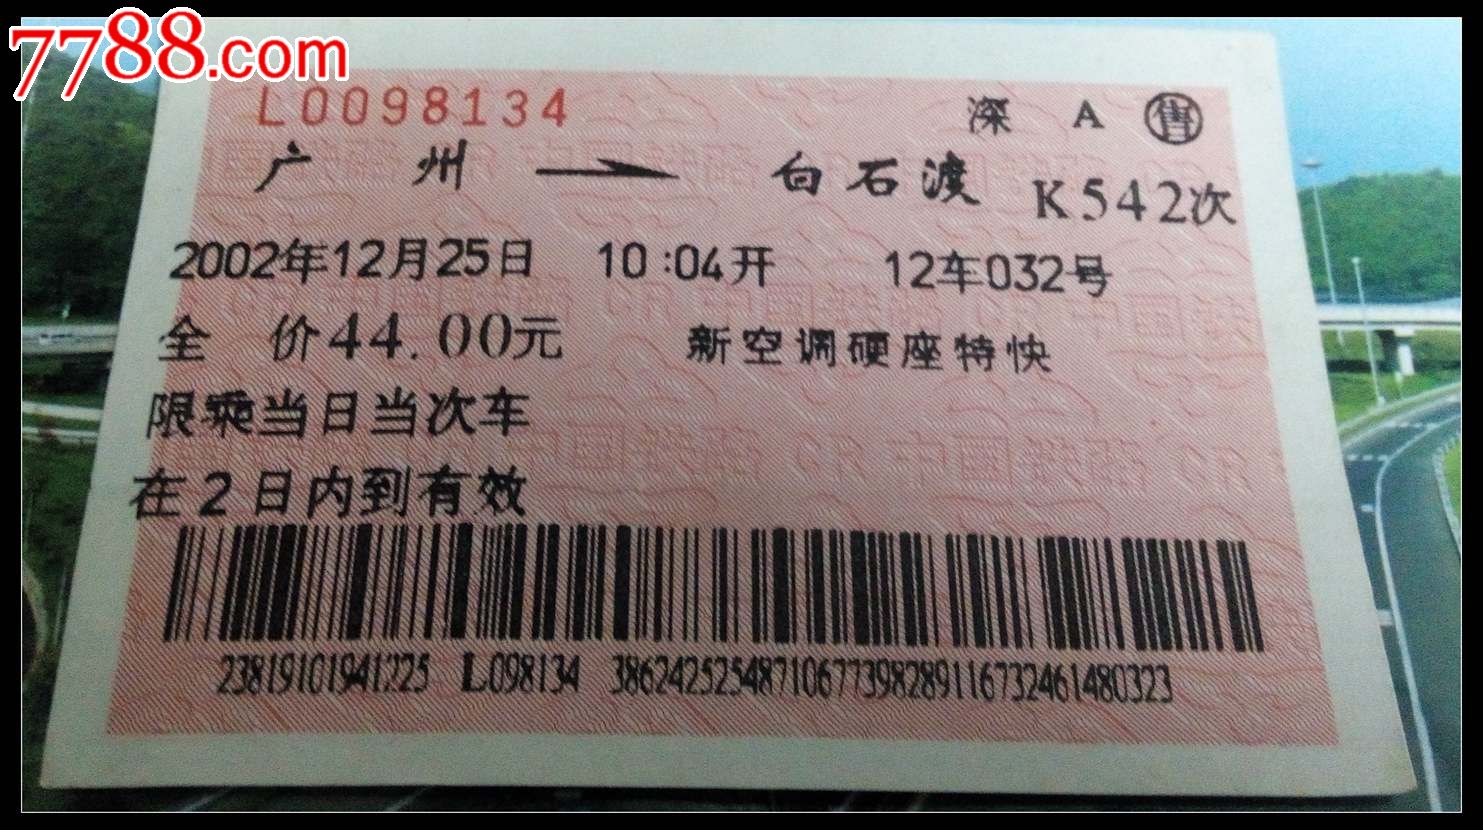 7788.com
L0098134
深 A 售
广州 → 白石渡 K542次
2002年12月25日 10:04开 12车032号
全 价44.00元 新空调硬座特快
限乘当日当次车
在2日内到有效
23819101941225 L098134 38624252548710677398289116732461480323